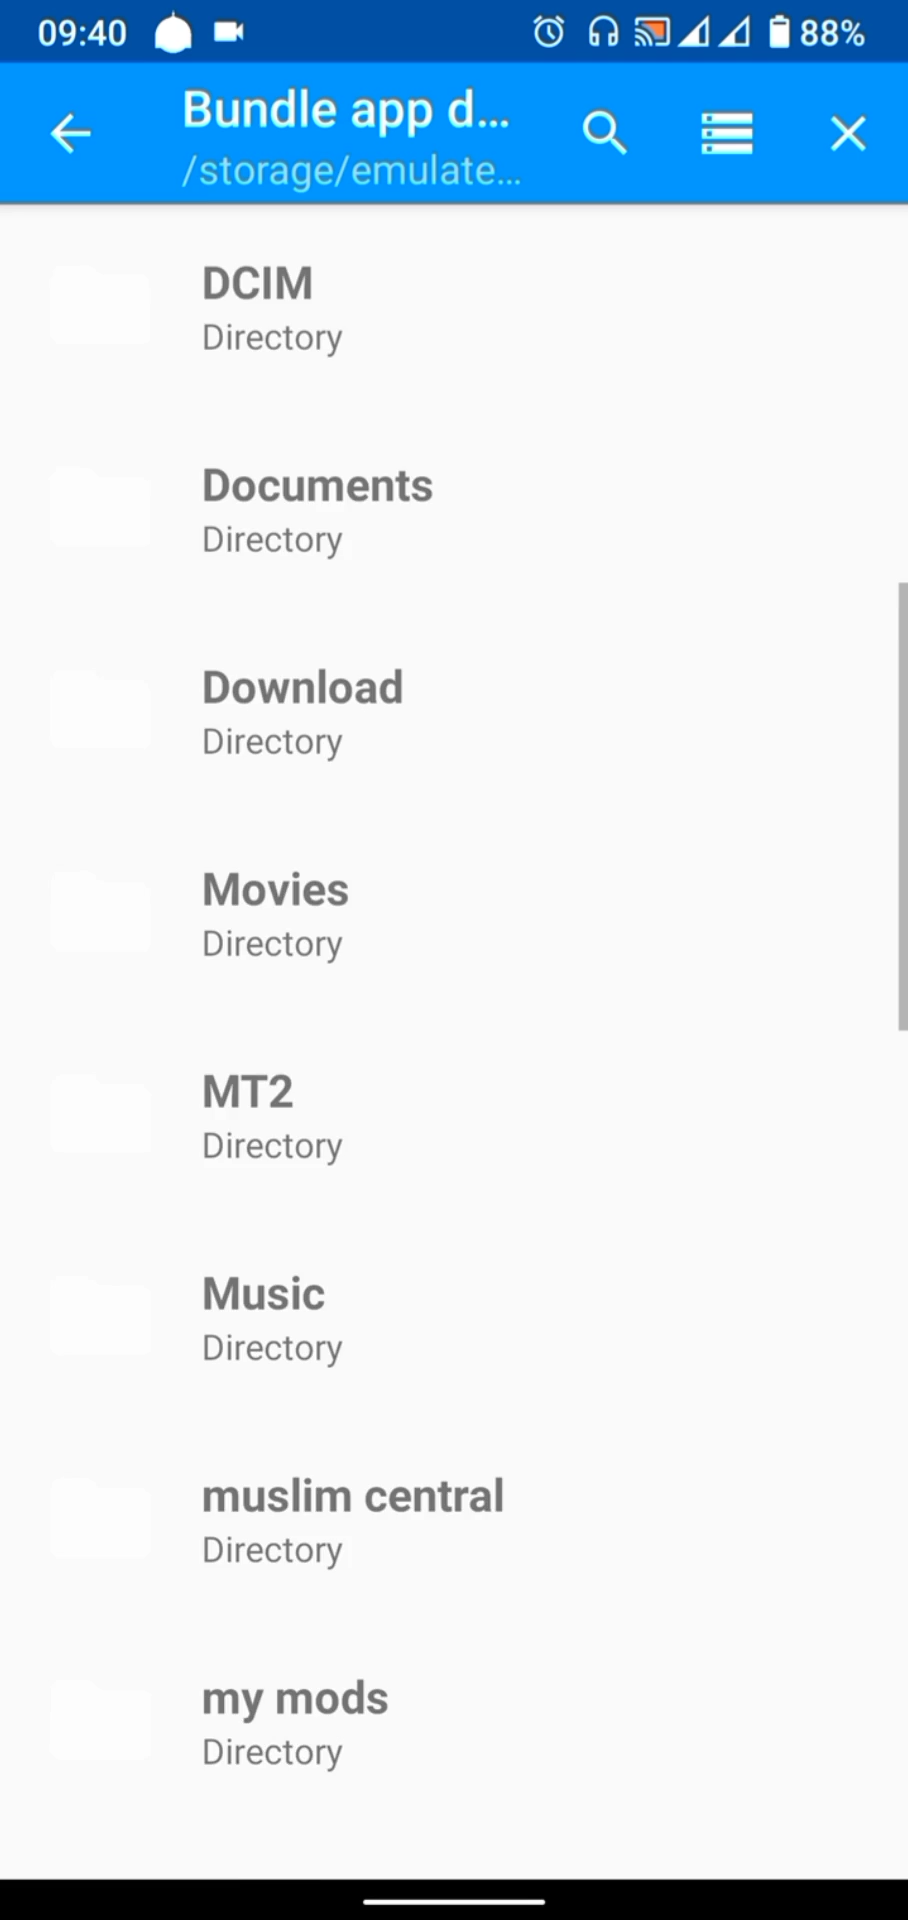 09:40
88%
Bundle app d...
/storage/emulate...
DCIM
Directory
Documents
Directory
Download
Directory
Movies
Directory
MT2
Directory
Music
Directory
muslim central
Directory
my mods
Directory